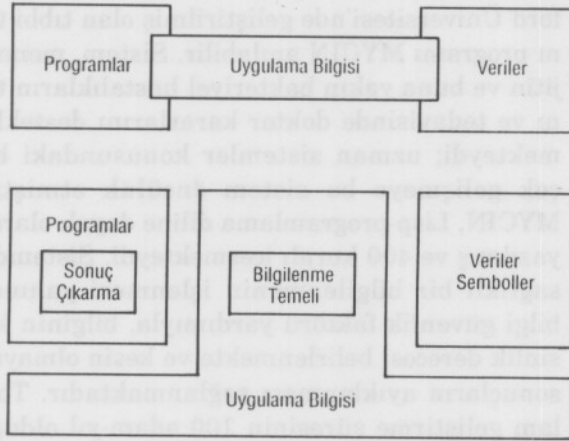 Programlar
Uygulama Bilgisi
Veriler
Programlar
Sonuç
Çıkarma
Bilgilenme
Temeli
Veriler
Semboller
Uygulama Bilgisi